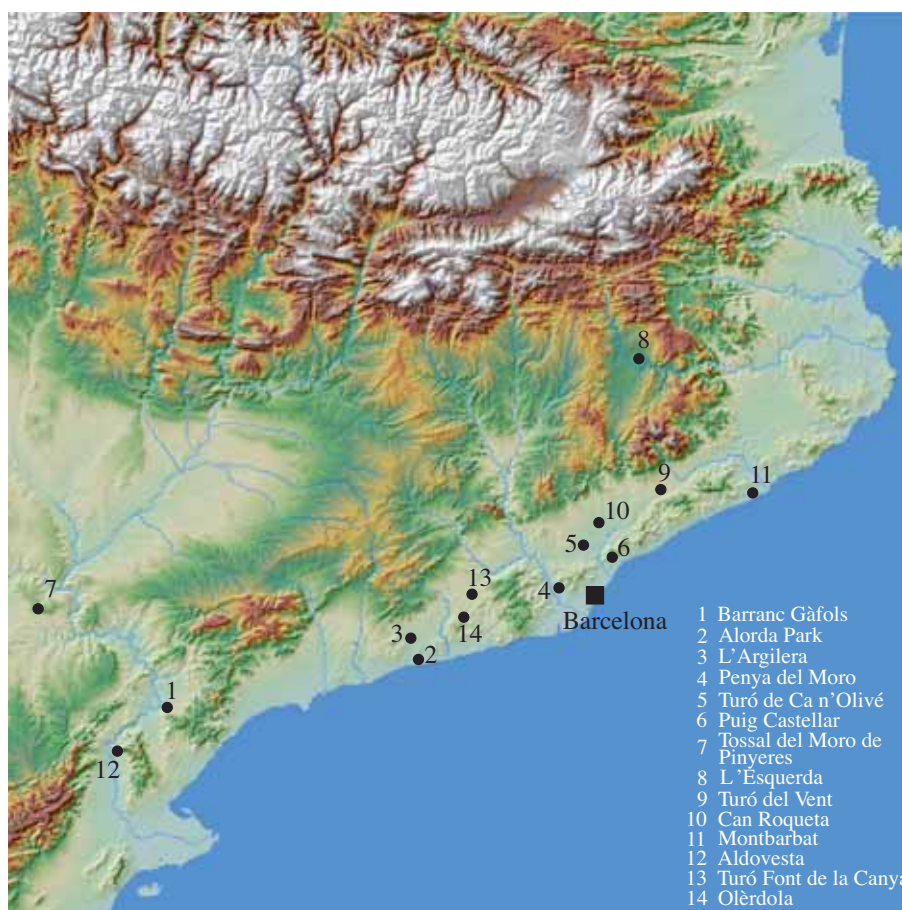 8
9
11
10
5
6
7
13
4
Barcelona
14
3
2
1
12
1 Barranc Gàfols
2 Alorda Park
3 L'Argilera
4 Penya del Moro
5 Turó de Ca n'Olivé
6 Puig Castellar
7 Tossal del Moro de
Pinyeres
8 L'Esquerda
9 Turó del Vent
10 Can Roqueta
11 Montbarbat
12 Aldovesta
13 Turó Font de la Canya
14 Olèrdola